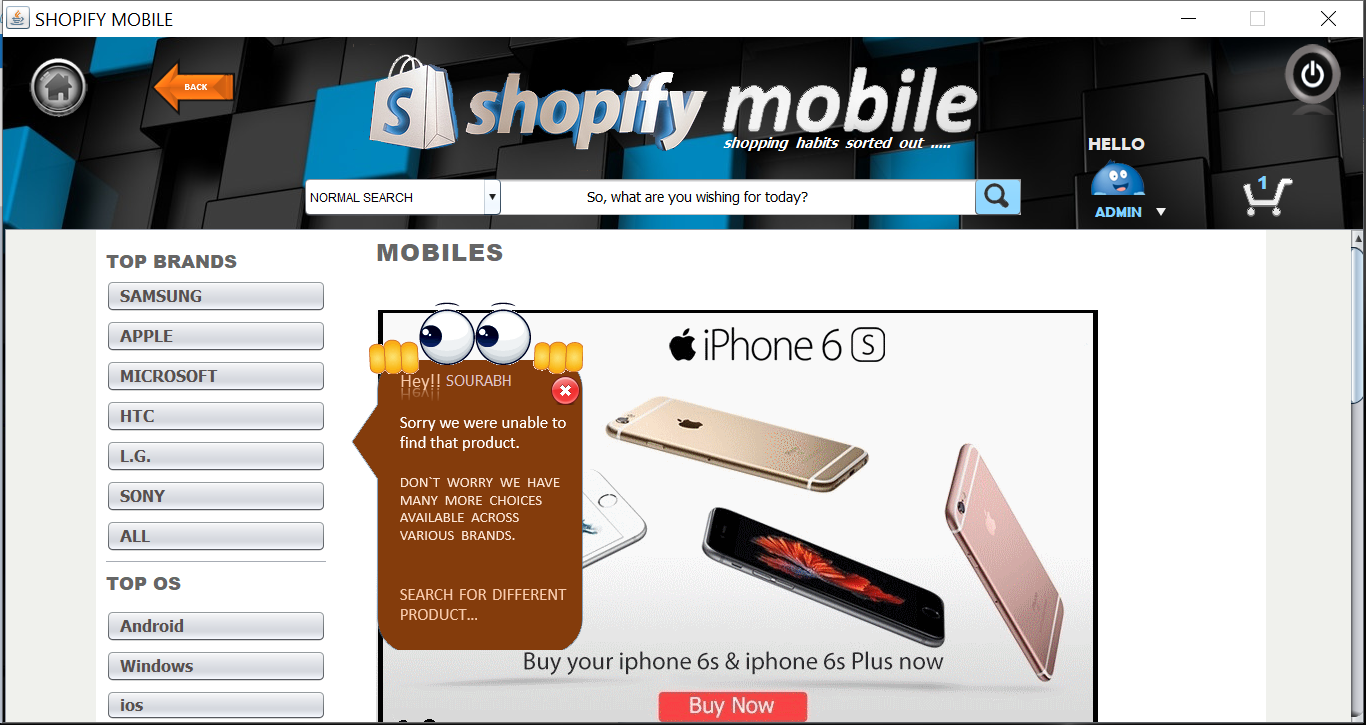 SHOPIFY MOBILE
BACK
S shopify mobile
shopping habits sorted out .....
HELLO
NORMAL SEARCH
So, what are you wishing for today?
ADMIN
1
MOBILES
TOP BRANDS
SAMSUNG
APPLE
MICROSOFT
HTC
L.G.
SONY
ALL
TOP OS
Android
Windows
ios
iPhone 6 S
Hey!! SOURABH
Sorry we were unable to
find that product.
DON`T WORRY WE HAVE
MANY MORE CHOICES
AVAILABLE ACROSS
VARIOUS BRANDS.
SEARCH FOR DIFFERENT
PRODUCT...
Buy your iphone 6s & iphone 6s Plus now
Buy Now